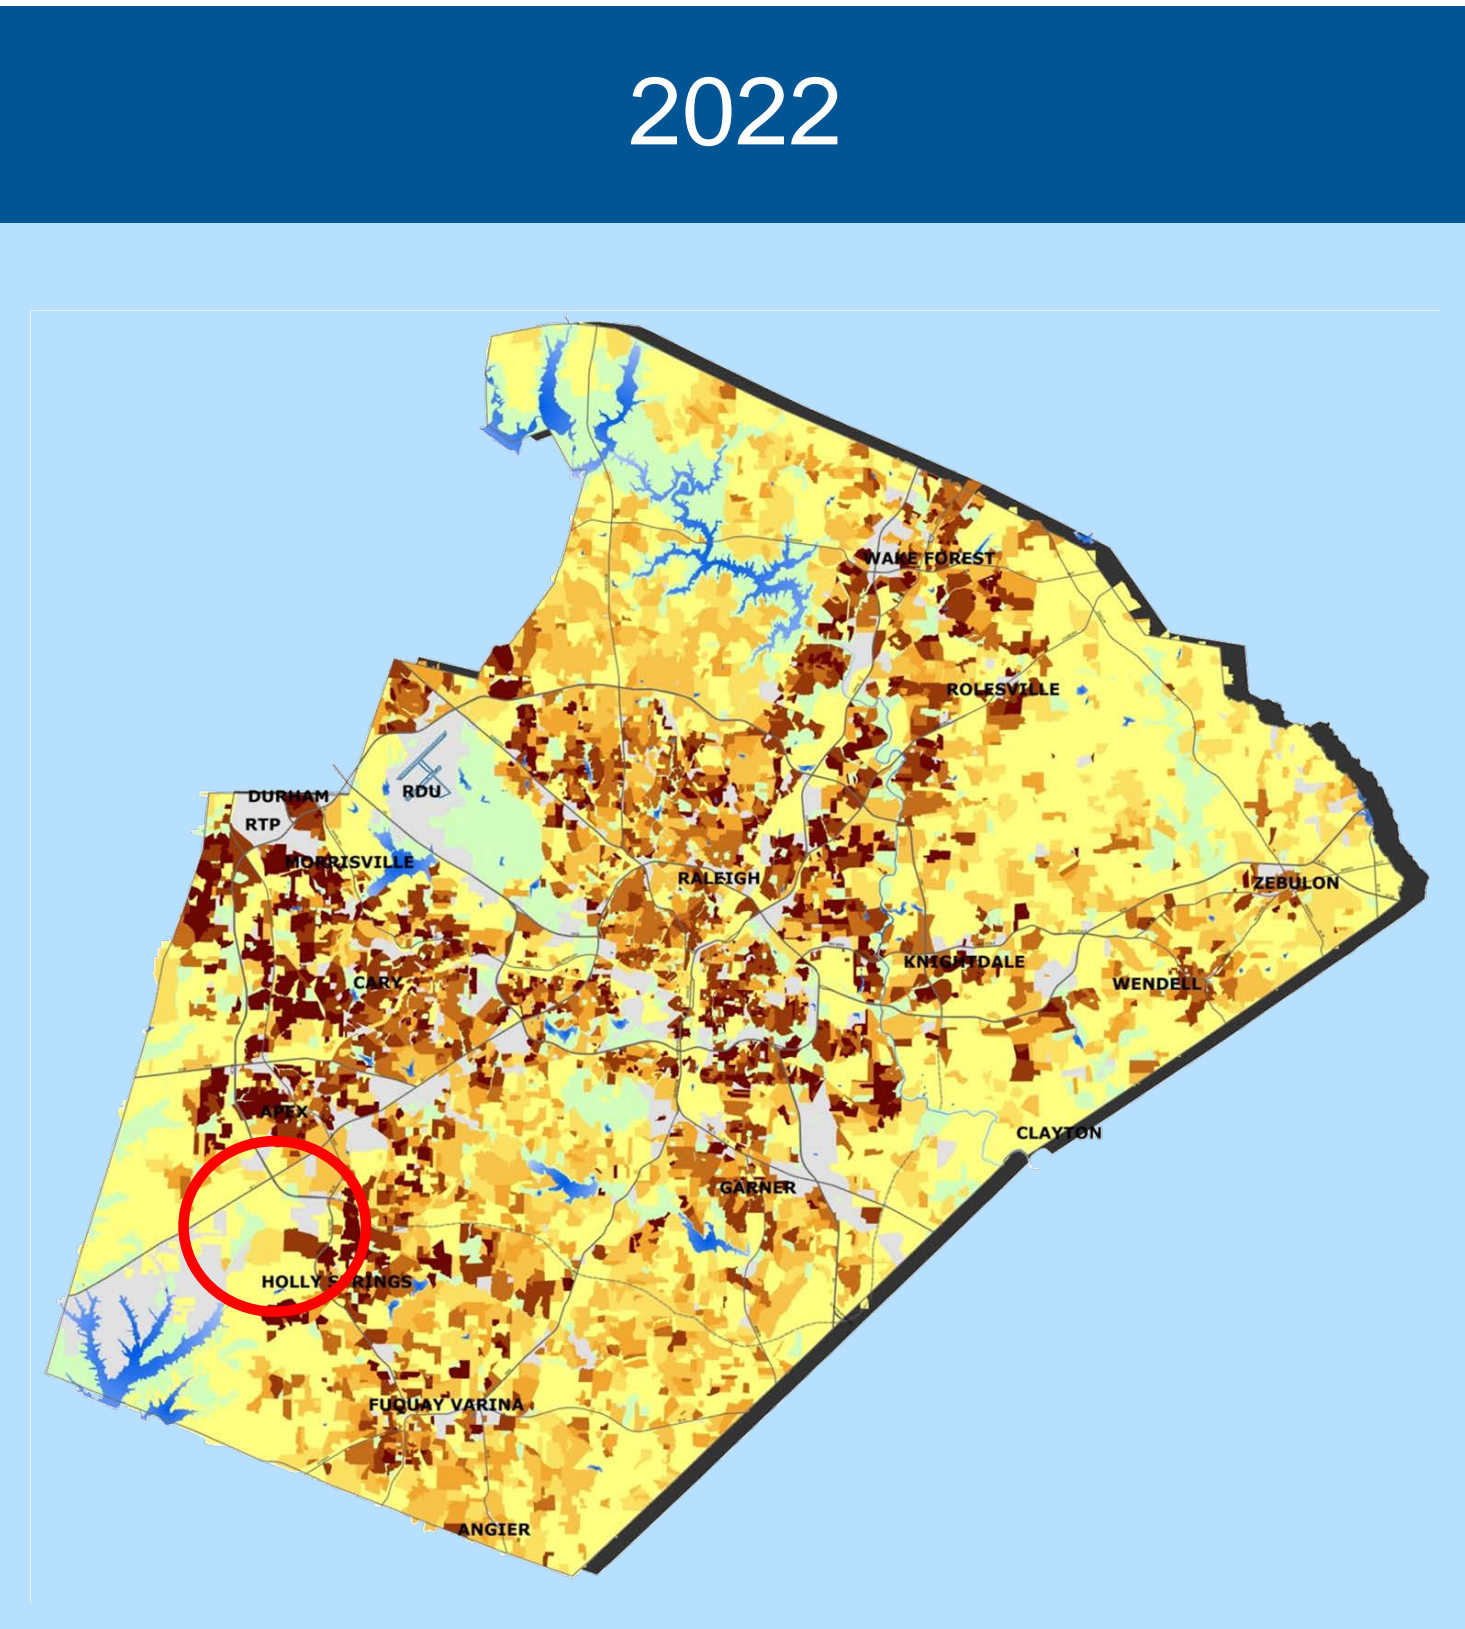 2022
WAKE FOREST
ROLESVILLE
RDU
DURHAM
RTP
MORRISVILLE
RALEIGH
ZEBULON
KNIGHTDALE
CARY
WENDELL
APEX
CLAYTON
GARNER
HOLLY SPRINGS
FUQUAY VARINA
ANGIER